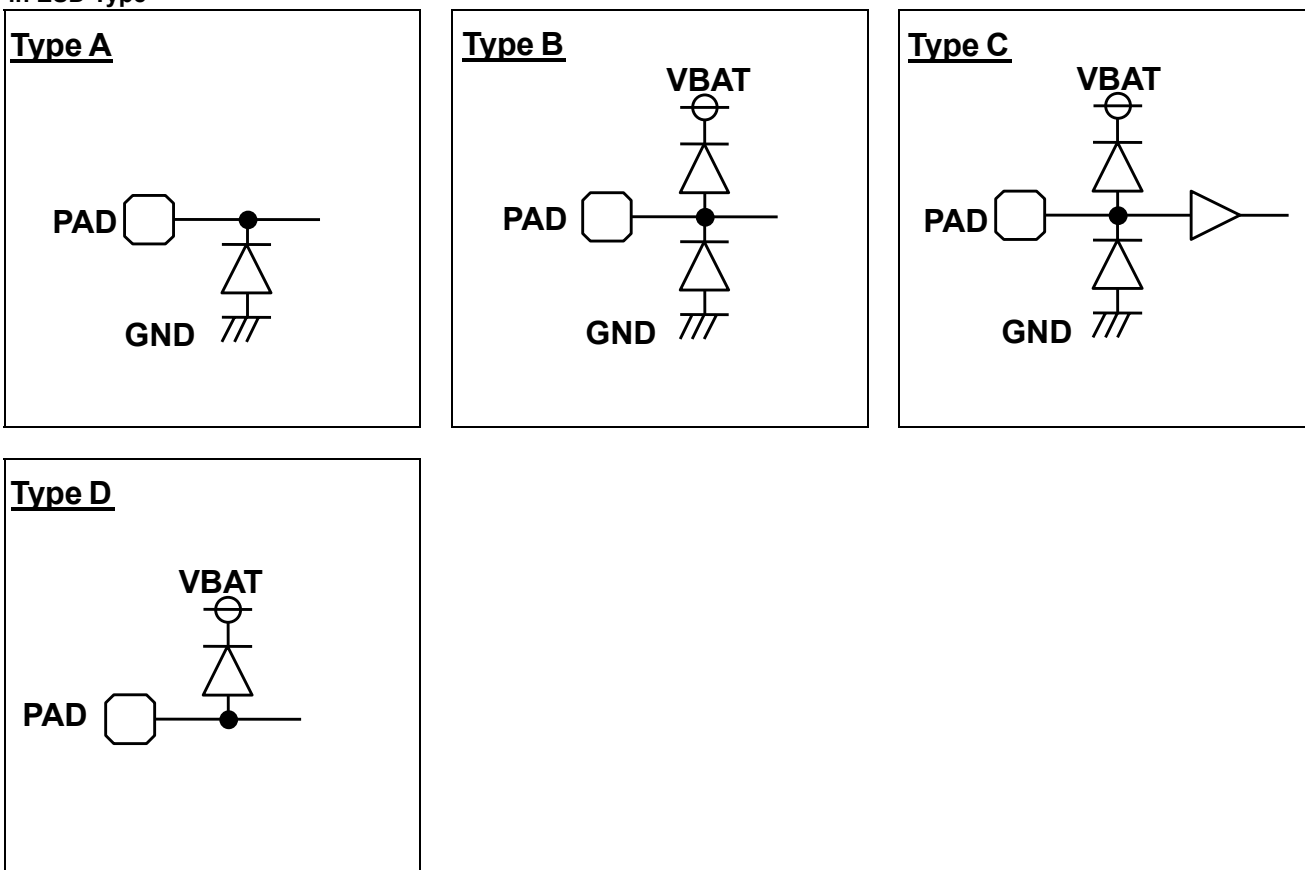 Type A
PAD
GND
Type B
VBAT
PAD
GND
Type C
VBAT
PAD
GND
Type D
VBAT
PAD